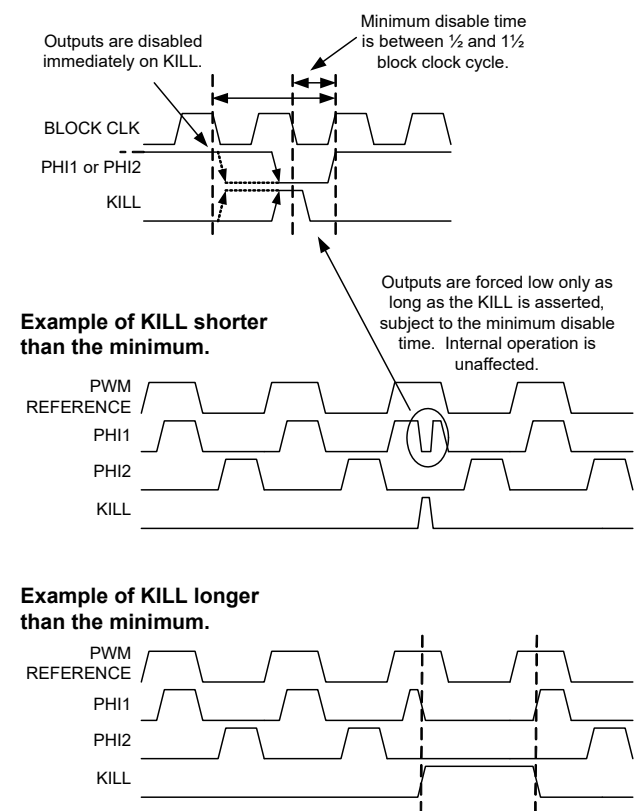 Minimum disable time
is between ½ and 1½
block clock cycle.
Outputs are disabled
immediately on KILL.
BLOCK CLK
PHI1 or PHI2
KILL
Outputs are forced low only as
long as the KILL is asserted,
subject to the minimum disable
time. Internal operation is
unaffected.
Example of KILL shorter
than the minimum.
PWM
REFERENCE
PHI1
PHI2
KILL
Example of KILL longer
than the minimum.
PWM
REFERENCE
PHI1
PHI2
KILL